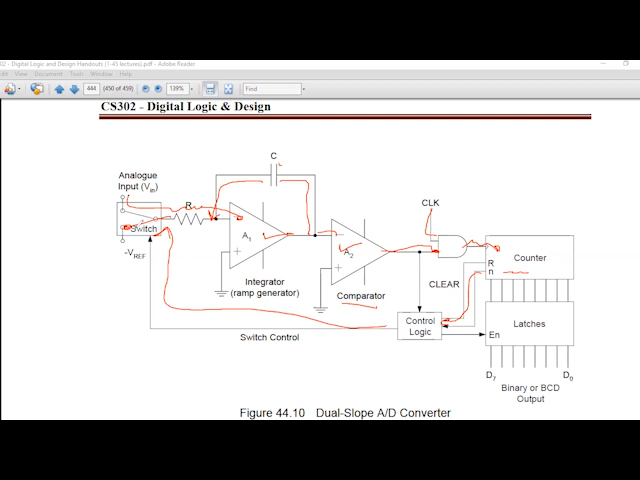 02 - Digital Logic and Design Handouts (1-45 lectures).pdf - Adobe Reader
Edit View Document Tools Window Help
444 (450 of 459) 139% Find
CS302 - Digital Logic & Design
C
Analogue
Input (Vin)
R
CLK
Switch
A1
A2
Counter
-VREF
R
n
Integrator
(ramp generator)
Comparator
CLEAR
Control
Logic
Latches
Switch Control
En
D7 D0
Binary or BCD
Output
Figure 44.10 Dual-Slope A/D Converter